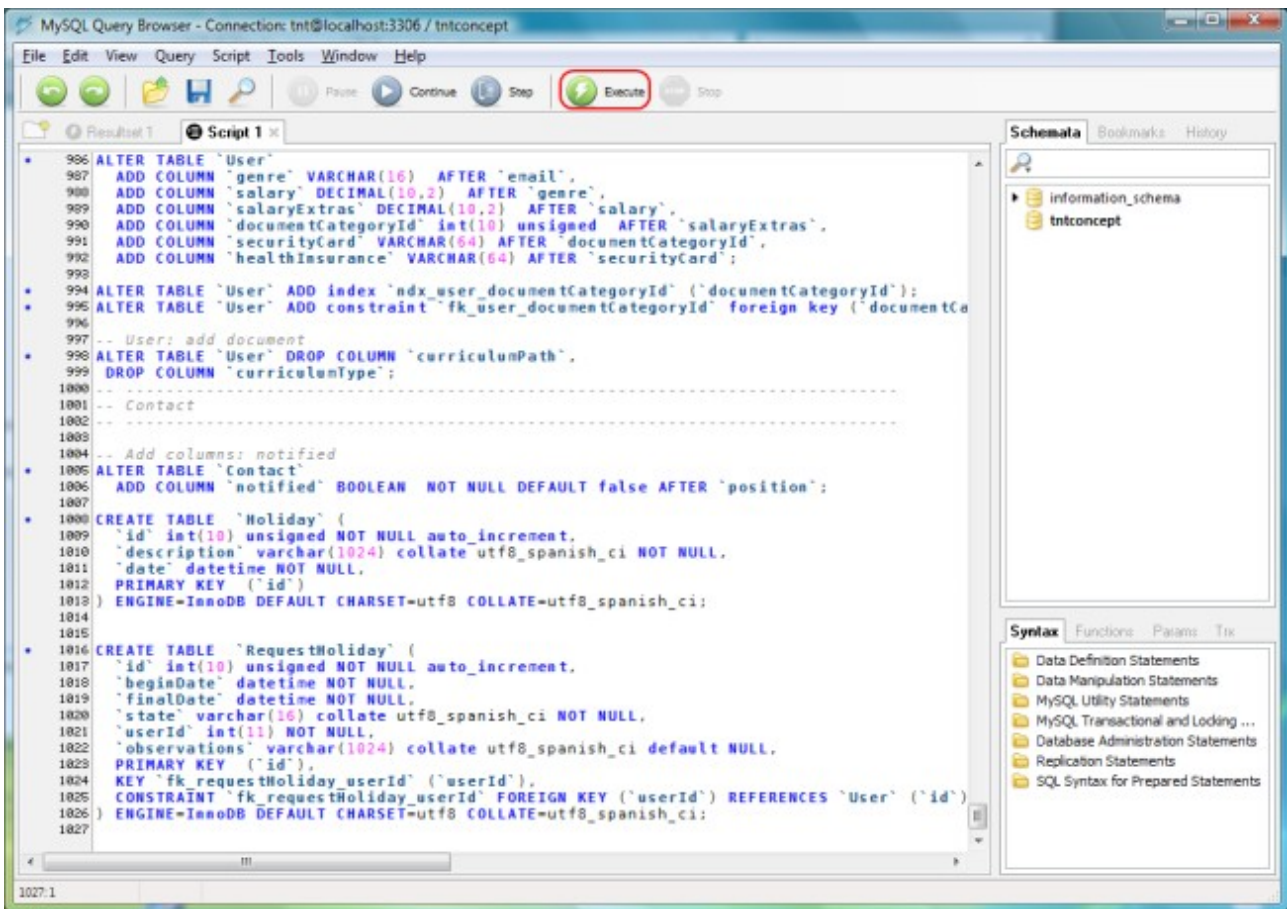 MySQL Query Browser - Connection: tnt@localhost:3306 / tntconcept
File Edit View Query Script Tools Window Help
Pause Continue Step Execute Stop
Resultset 1 Script 1
986 ALTER TABLE `User`
987 ADD COLUMN `genre` VARCHAR(16) AFTER `email`,
988 ADD COLUMN `salary` DECIMAL(10,2) AFTER `genre`,
989 ADD COLUMN `salaryExtras` DECIMAL(10,2) AFTER `salary`,
990 ADD COLUMN `documentCategoryId` int(10) unsigned AFTER `salaryExtras`,
991 ADD COLUMN `securityCard` VARCHAR(64) AFTER `documentCategoryId`,
992 ADD COLUMN `healthInsurance` VARCHAR(64) AFTER `securityCard`;
993
994 ALTER TABLE `User` ADD index `ndx_user_documentCategoryId` (`documentCategoryId`);
995 ALTER TABLE `User` ADD constraint `fk_user_documentCategoryId` foreign key (`documentCa
996
997 -- User: add document
998 ALTER TABLE `User` DROP COLUMN `curriculumPath`,
999 DROP COLUMN `curriculumType`;
1000 -- -----------------------------------------------------------------------------
1001 -- Contact
1002 -- -----------------------------------------------------------------------------
1003
1004 -- Add columns: notified
1005 ALTER TABLE `Contact`
1006 ADD COLUMN `notified` BOOLEAN NOT NULL DEFAULT false AFTER `position`;
1007
1008 CREATE TABLE `Holiday` (
1009 `id` int(10) unsigned NOT NULL auto_increment,
1010 `description` varchar(1024) collate utf8_spanish_ci NOT NULL,
1011 `date` datetime NOT NULL,
1012 PRIMARY KEY (`id`)
1013 ) ENGINE=InnoDB DEFAULT CHARSET=utf8 COLLATE=utf8_spanish_ci;
1014
1015
1016 CREATE TABLE `RequestHoliday` (
1017 `id` int(10) unsigned NOT NULL auto_increment,
1018 `beginDate` datetime NOT NULL,
1019 `finalDate` datetime NOT NULL,
1020 `state` varchar(16) collate utf8_spanish_ci NOT NULL,
1021 `userId` int(11) NOT NULL,
1022 `observations` varchar(1024) collate utf8_spanish_ci default NULL,
1023 PRIMARY KEY (`id`),
1024 KEY `fk_requestHoliday_userId` (`userId`),
1025 CONSTRAINT `fk_requestHoliday_userId` FOREIGN KEY (`userId`) REFERENCES `User` (`id`)
1026 ) ENGINE=InnoDB DEFAULT CHARSET=utf8 COLLATE=utf8_spanish_ci;
1027
Schemata Bookmarks History
information_schema
tntconcept
Syntax Functions Params Trx
Data Definition Statements
Data Manipulation Statements
MySQL Utility Statements
MySQL Transactional and Locking ...
Database Administration Statements
Replication Statements
SQL Syntax for Prepared Statements
1027: 1